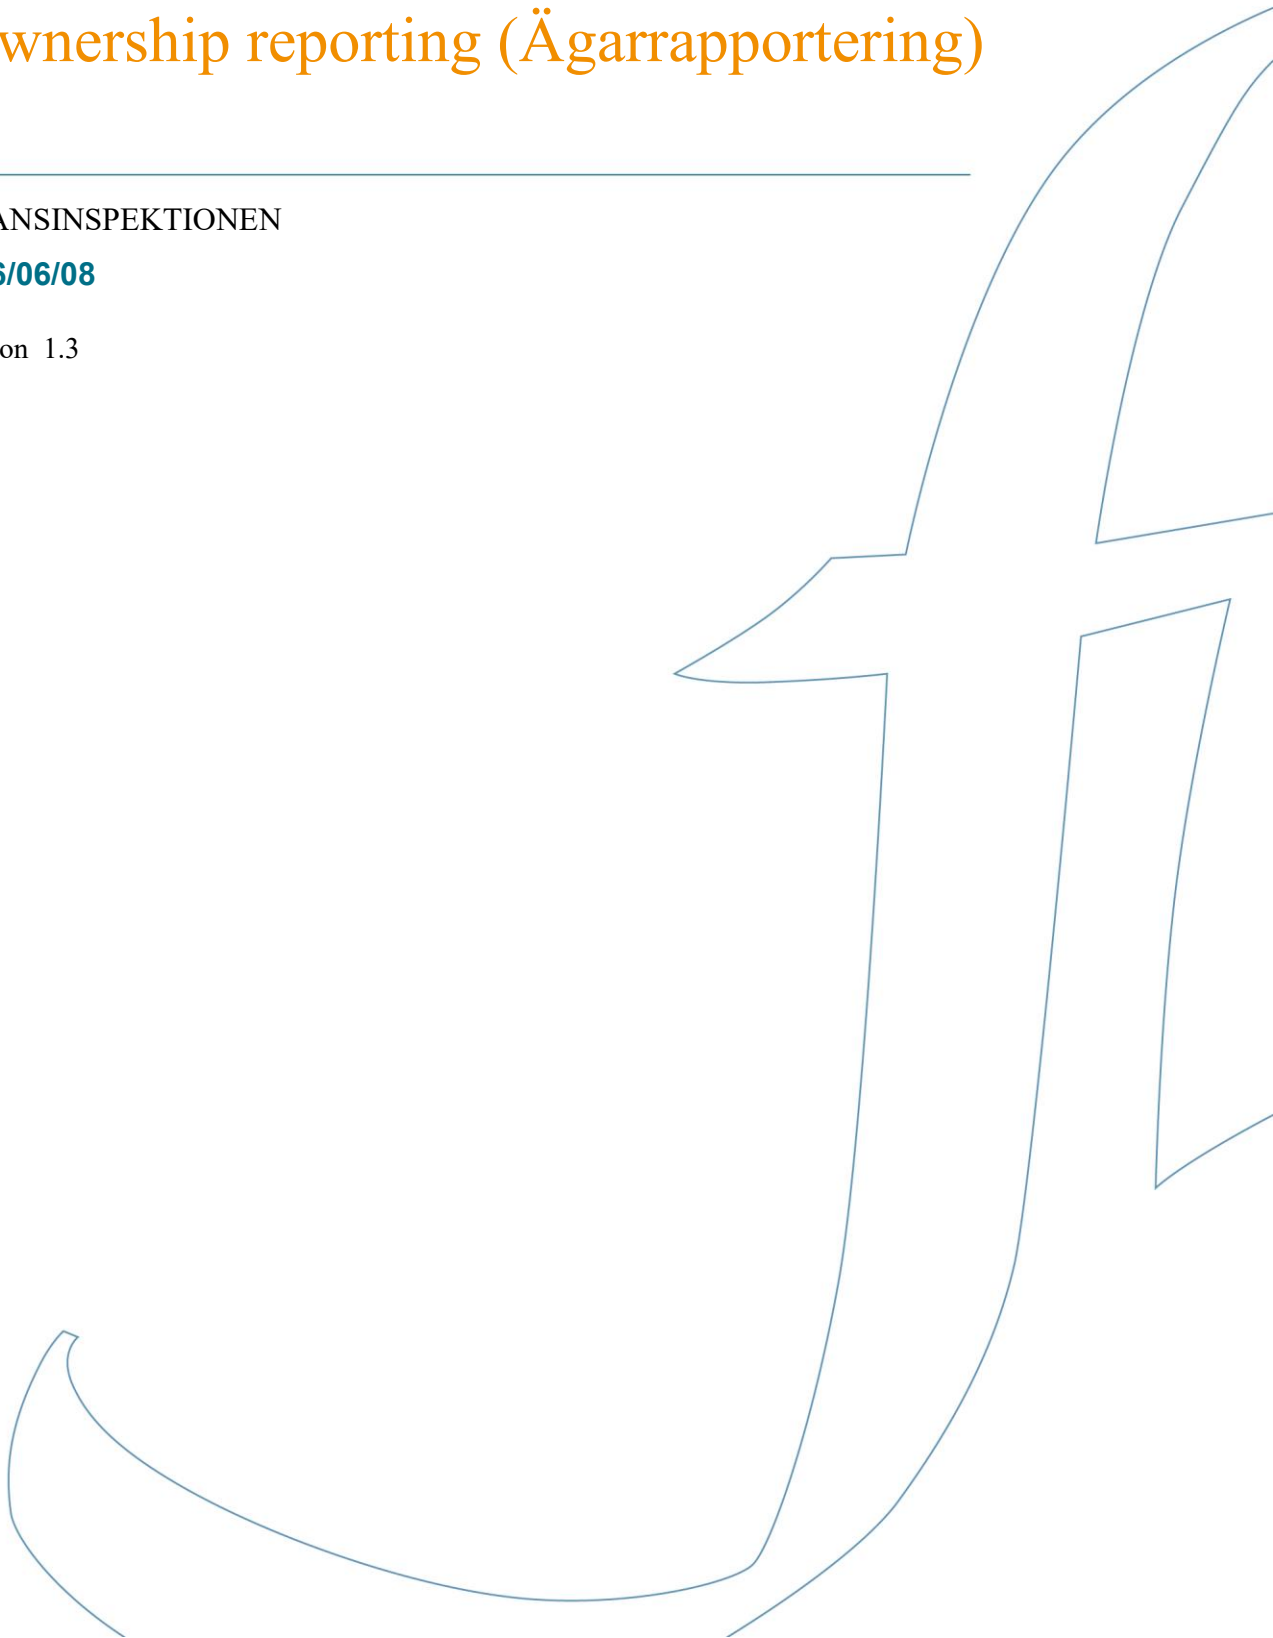 wnership reporting (Ägarrapportering)
ANSINSPEKTIONEN
6/06/08
on 1.3